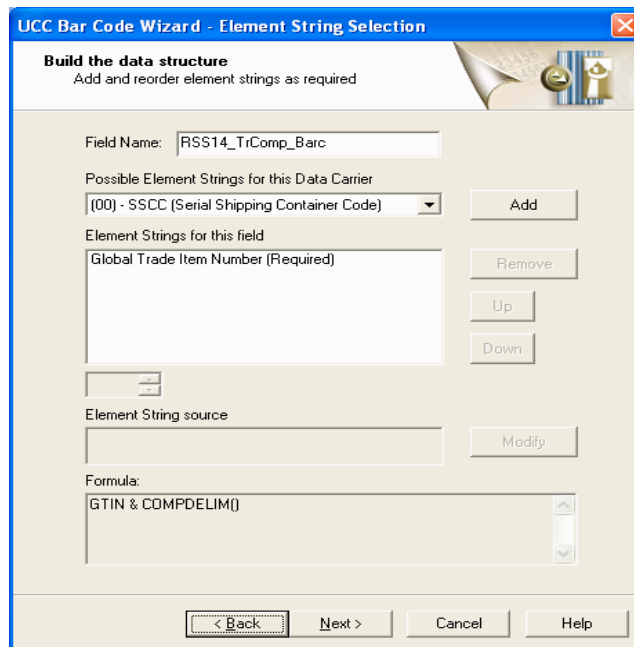 UCC Bar Code Wizard - Element String Selection
Build the data structure
Add and reorder element strings as required
Field Name: RSS14_TrComp_Barc
Possible Element Strings for this Data Carrier
(00) - SSCC (Serial Shipping Container Code) Add
Element Strings for this field
Global Trade Item Number (Required) Remove
Up
Down
Element String source
Modify
Formula:
GTIN & COMPDELIM()
< Back Next > Cancel Help